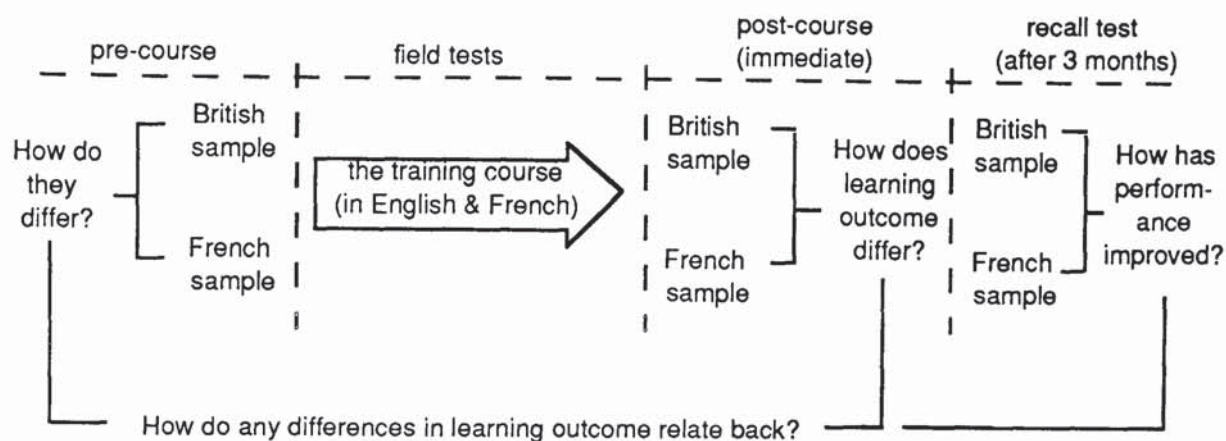 pre-course
field tests
post-course
(immediate)
recall test
(after 3 months)
How do
they
differ?
British
sample
French
sample
the training course
(in English & French)
British
sample
French
sample
How does
learning
outcome
differ?
British
sample
French
sample
How has
perform-
ance
improved?
How do any differences in learning outcome relate back?